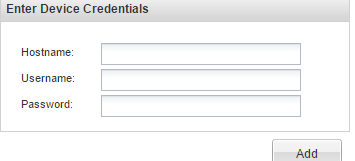 Enter Device Credentials
Hostname:
Username:
Password:
Add